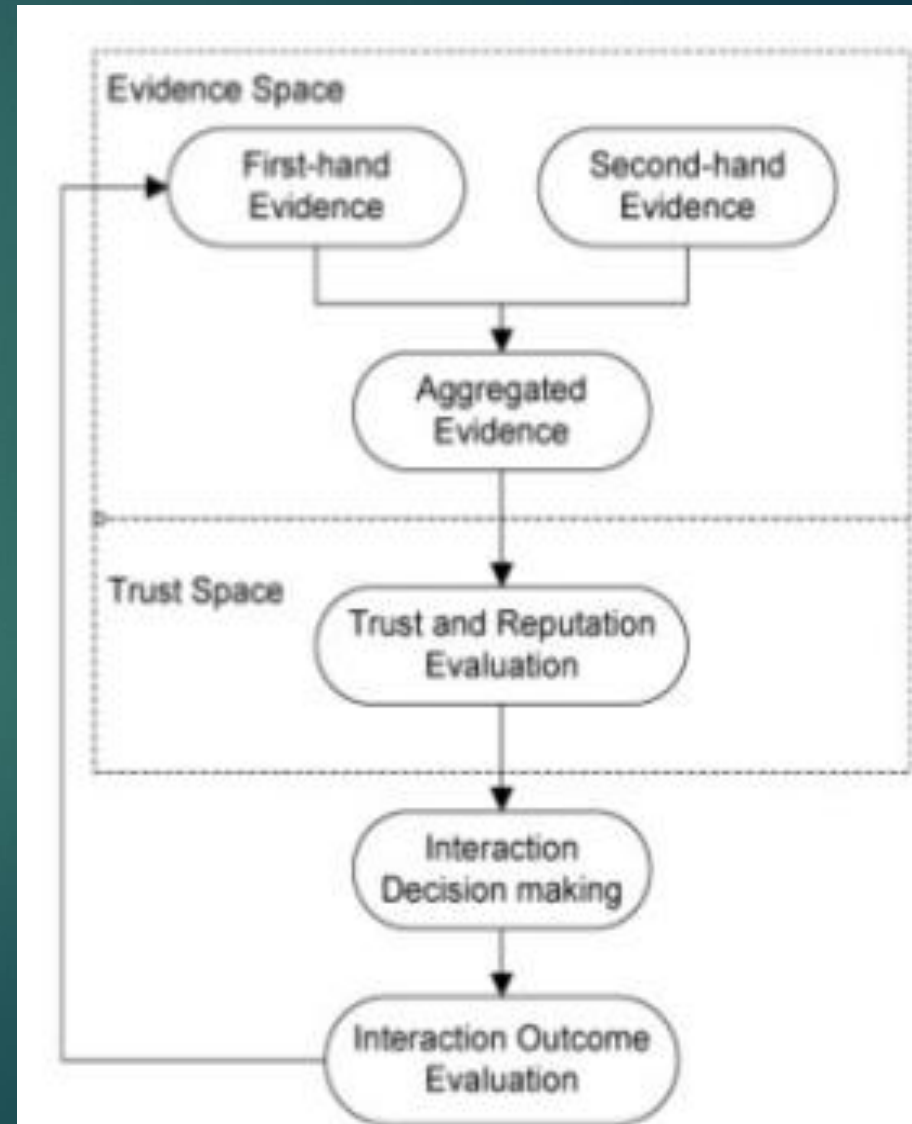 Evidence Space
First-hand
Evidence
Second-hand
Evidence
Aggregated
Evidence
Trust Space
Trust and Reputation
Evaluation
Interaction
Decision making
Interaction Outcome
Evaluation